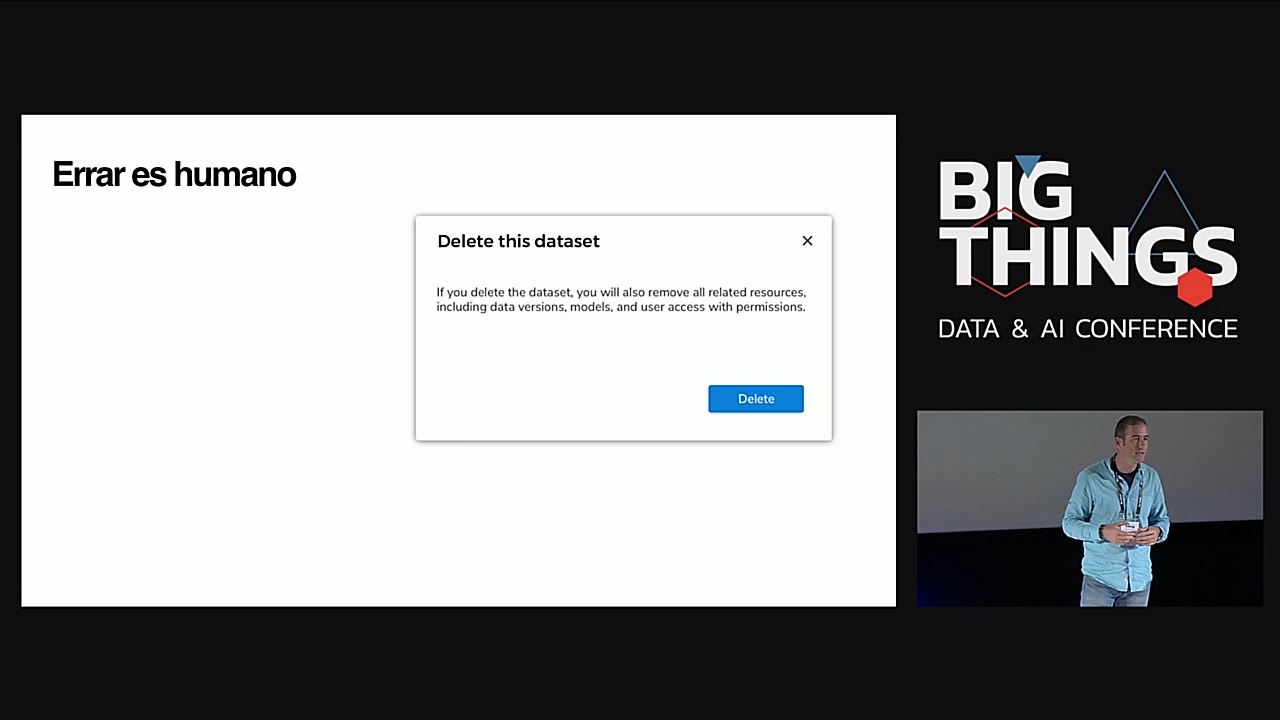 Errar es humano
Delete this dataset
If you delete the dataset, you will also remove all related resources,
including data versions, models, and user access with permissions.
Delete
BIG
THINGS
DATA & AI CONFERENCE